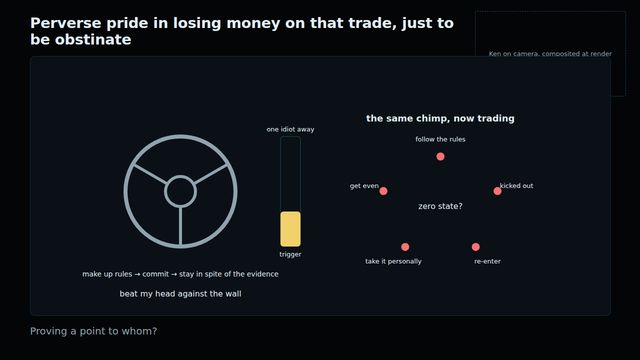 Perverse pride in losing money on that trade, just to
be obstinate
Ken on camera, composited at render
one idiot away
trigger
make up rules → commit → stay in spite of the evidence
beat my head against the wall
the same chimp, now trading
follow the rules
get even
kicked out
zero state?
take it personally
re-enter
Proving a point to whom?